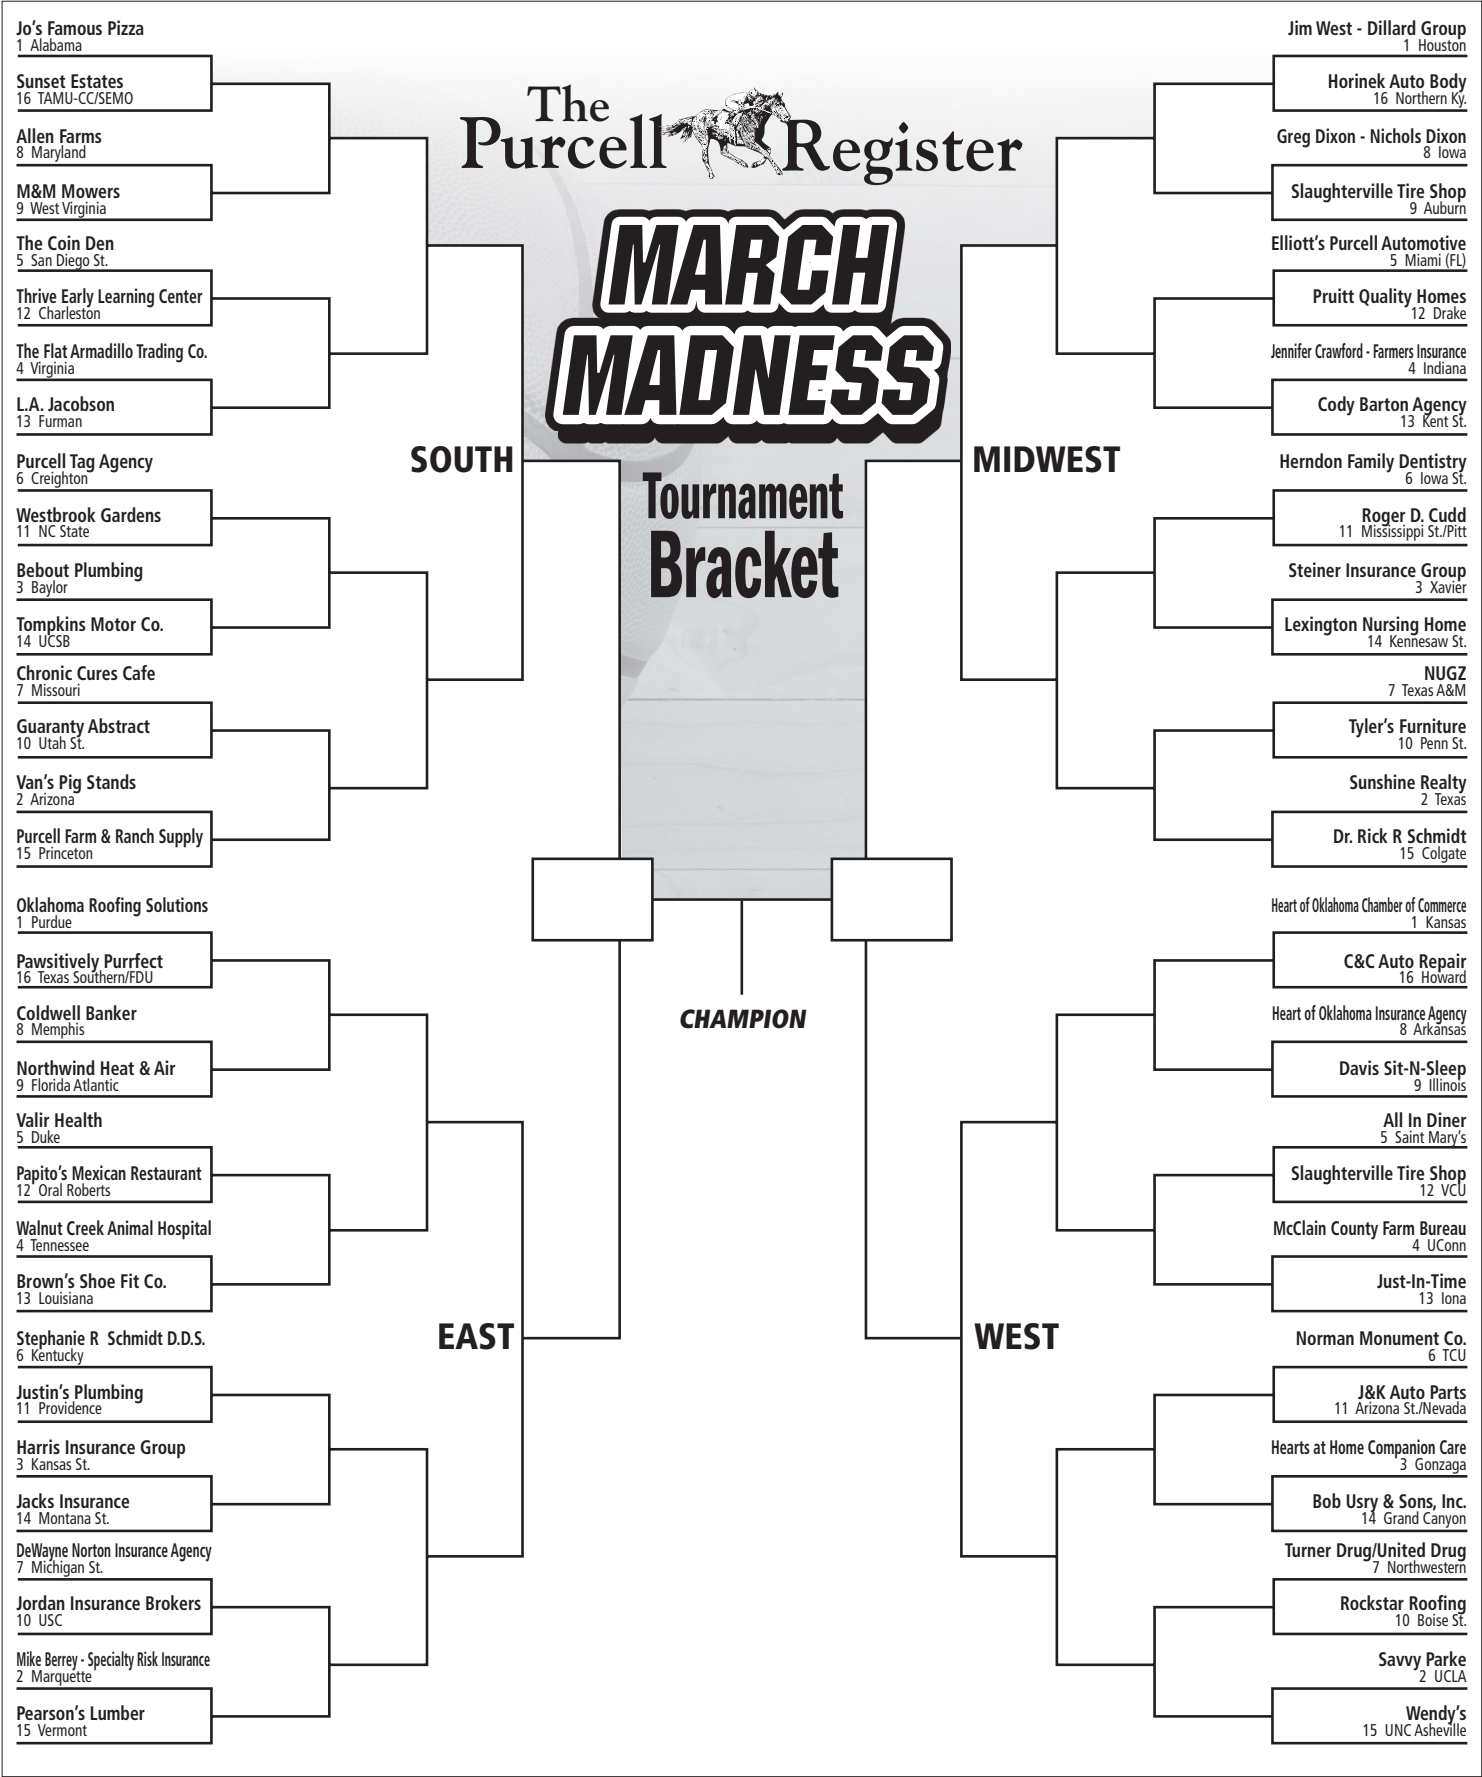 The
Purcell Register
MARCH
MADNESS
Tournament
Bracket
Jo's Famous Pizza
1 Alabama
Sunset Estates
16 TAMU-CC/SEMO
Allen Farms
8 Maryland
M&M Mowers
9 West Virginia
The Coin Den
5 San Diego St.
Thrive Early Learning Center
12 Charleston
The Flat Armadillo Trading Co.
4 Virginia
L.A. Jacobson
13 Furman
SOUTH
Purcell Tag Agency
6 Creighton
Westbrook Gardens
11 NC State
Bebout Plumbing
3 Baylor
Tompkins Motor Co.
14 UCSB
Chronic Cures Cafe
7 Missouri
Guaranty Abstract
10 Utah St.
Van's Pig Stands
2 Arizona
Purcell Farm & Ranch Supply
15 Princeton
Oklahoma Roofing Solutions
1 Purdue
Pawsitively Purrfect
16 Texas Southern/FDU
Coldwell Banker
8 Memphis
Northwind Heat & Air
9 Florida Atlantic
Valir Health
5 Duke
Papito's Mexican Restaurant
12 Oral Roberts
Walnut Creek Animal Hospital
4 Tennessee
Brown's Shoe Fit Co.
13 Louisiana
EAST
Stephanie R Schmidt D.D.S.
6 Kentucky
Justin's Plumbing
11 Providence
Harris Insurance Group
3 Kansas St.
Jacks Insurance
14 Montana St.
DeWayne Norton Insurance Agency
7 Michigan St.
Jordan Insurance Brokers
10 USC
Mike Berrey - Specialty Risk Insurance
2 Marquette
Pearson's Lumber
15 Vermont
CHAMPION
Jim West - Dillard Group
1 Houston
Horinek Auto Body
16 Northern Ky.
Greg Dixon - Nichols Dixon
8 Iowa
Slaughterville Tire Shop
9 Auburn
Elliott's Purcell Automotive
5 Miami (FL)
Pruitt Quality Homes
12 Drake
Jennifer Crawford - Farmers Insurance
4 Indiana
Cody Barton Agency
13 Kent St.
MIDWEST
Herndon Family Dentistry
6 Iowa St.
Roger D. Cudd
11 Mississippi St./Pitt
Steiner Insurance Group
3 Xavier
Lexington Nursing Home
14 Kennesaw St.
NUGZ
7 Texas A&M
Tyler's Furniture
10 Penn St.
Sunshine Realty
2 Texas
Dr. Rick R Schmidt
15 Colgate
Heart of Oklahoma Chamber of Commerce
1 Kansas
C&C Auto Repair
16 Howard
Heart of Oklahoma Insurance Agency
8 Arkansas
Davis Sit-N-Sleep
9 Illinois
All In Diner
5 Saint Mary's
Slaughterville Tire Shop
12 VCU
McClain County Farm Bureau
4 UConn
Just-In-Time
13 Iona
WEST
Norman Monument Co.
6 TCU
J&K Auto Parts
11 Arizona St./Nevada
Hearts at Home Companion Care
3 Gonzaga
Bob Usry & Sons, Inc.
14 Grand Canyon
Turner Drug/United Drug
7 Northwestern
Rockstar Roofing
10 Boise St.
Savvy Parke
2 UCLA
Wendy's
15 UNC Asheville